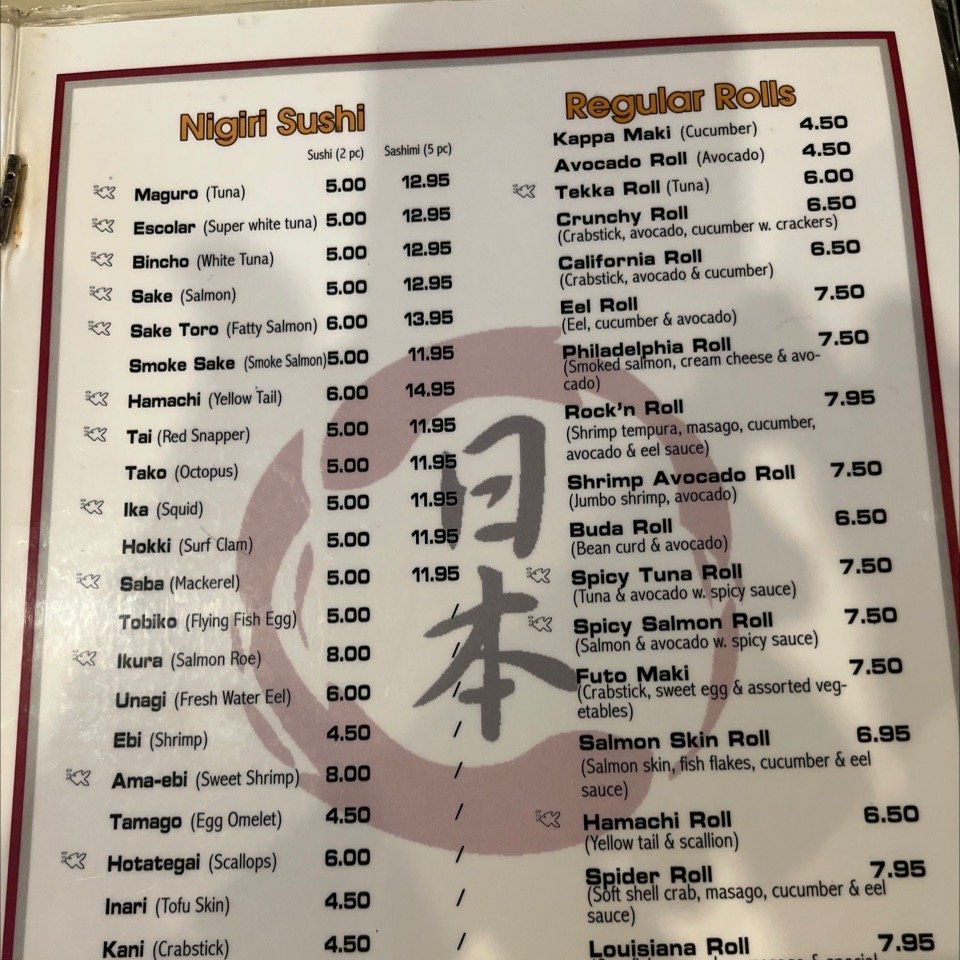 Nigiri Sushi
Sushi (2 pc) Sashimi (5 pc)
Maguro (Tuna) 5.00 12.95
Escolar (Super white tuna) 5.00 12.95
Bincho (White Tuna) 5.00 12.95
Sake (Salmon) 5.00 12.95
Sake Toro (Fatty Salmon) 6.00 13.95
Smoke Sake (Smoke Salmon) 5.00 11.95
Hamachi (Yellow Tail) 6.00 14.95
Tai (Red Snapper) 5.00 11.95
Tako (Octopus) 5.00 11.95
Ika (Squid) 5.00 11.95
Hokki (Surf Clam) 5.00 11.95
Saba (Mackerel) 5.00 11.95
Tobiko (Flying Fish Egg) 5.00 /
Ikura (Salmon Roe) 8.00 /
Unagi (Fresh Water Eel) 6.00 /
Ebi (Shrimp) 4.50 /
Ama-ebi (Sweet Shrimp) 8.00 /
Tamago (Egg Omelet) 4.50 /
Hotategai (Scallops) 6.00 /
Inari (Tofu Skin) 4.50 /
Kani (Crabstick) 4.50 /
日本
Regular Rolls
Kappa Maki (Cucumber) 4.50
Avocado Roll (Avocado) 4.50
Tekka Roll (Tuna) 6.00
Crunchy Roll 6.50
(Crabstick, avocado, cucumber w. crackers)
California Roll 6.50
(Crabstick, avocado & cucumber)
Eel Roll 7.50
(Eel, cucumber & avocado)
Philadelphia Roll 7.50
(Smoked salmon, cream cheese & avo-
cado)
Rock'n Roll 7.95
(Shrimp tempura, masago, cucumber,
avocado & eel sauce)
Shrimp Avocado Roll 7.50
(Jumbo shrimp, avocado)
Buda Roll 6.50
(Bean curd & avocado)
Spicy Tuna Roll 7.50
(Tuna & avocado w. spicy sauce)
Spicy Salmon Roll 7.50
(Salmon & avocado w. spicy sauce)
Futo Maki 7.50
(Crabstick, sweet egg & assorted veg-
etables)
Salmon Skin Roll 6.95
(Salmon skin, fish flakes, cucumber & eel
sauce)
Hamachi Roll 6.50
(Yellow tail & scallion)
Spider Roll 7.95
(Soft shell crab, masago, cucumber & eel
sauce)
Louisiana Roll 7.95